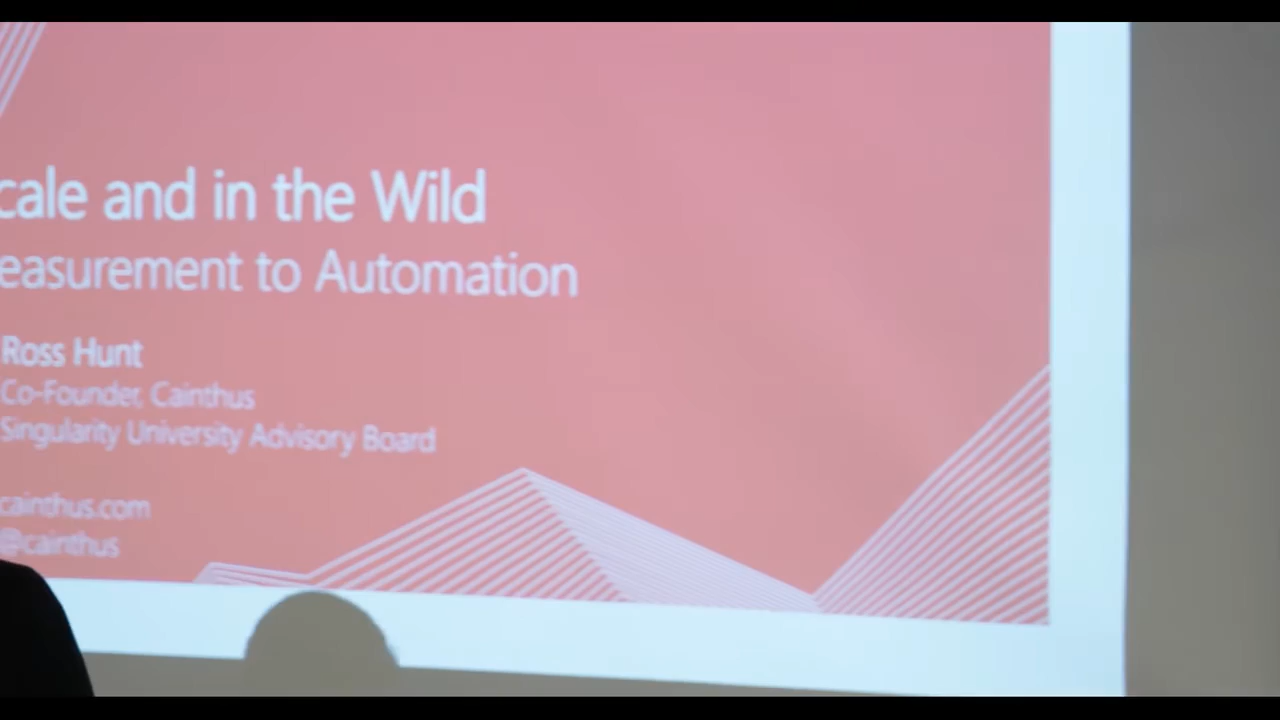 cale and in the Wild
easurement to Automation
Ross Hunt
Co-Founder, Cainthus
Singularity University Advisory Board
cainthus.com
@cainthus